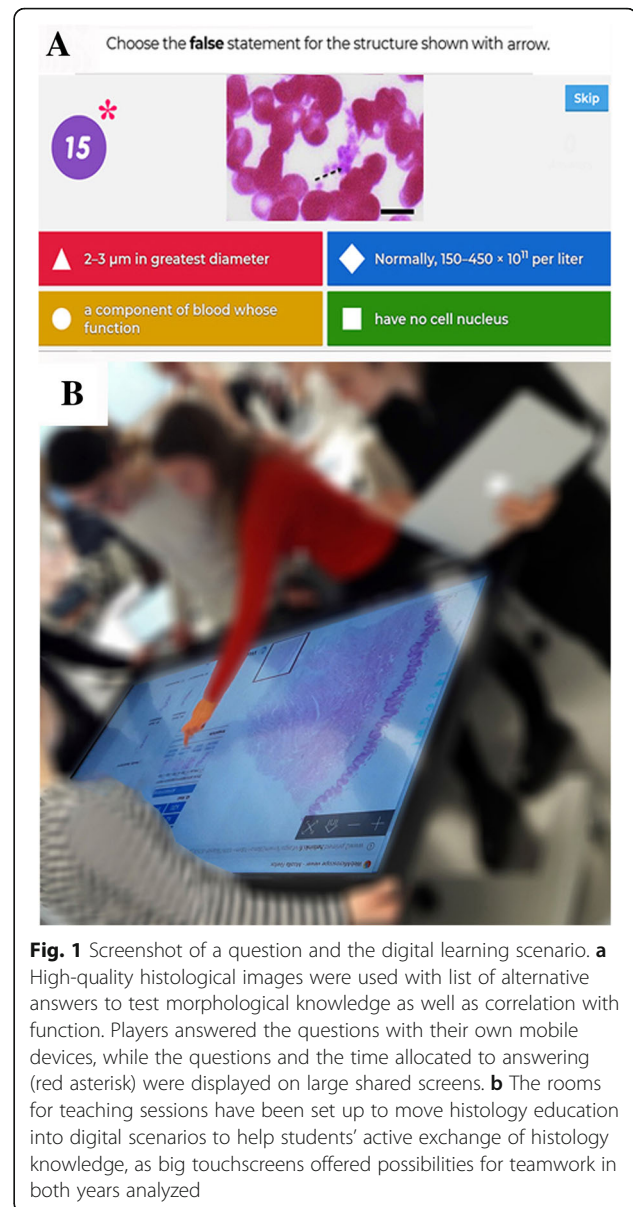 A
Choose the false statement for the structure shown with arrow.
Skip
15
*
2–3 µm in greatest diameter
Normally, 150–450 × 10¹¹ per liter
a component of blood whose
function
have no cell nucleus
B
Fig. 1 Screenshot of a question and the digital learning scenario. a
High-quality histological images were used with list of alternative
answers to test morphological knowledge as well as correlation with
function. Players answered the questions with their own mobile
devices, while the questions and the time allocated to answering
(red asterisk) were displayed on large shared screens. b The rooms
for teaching sessions have been set up to move histology education
into digital scenarios to help students’ active exchange of histology
knowledge, as big touchscreens offered possibilities for teamwork in
both years analyzed